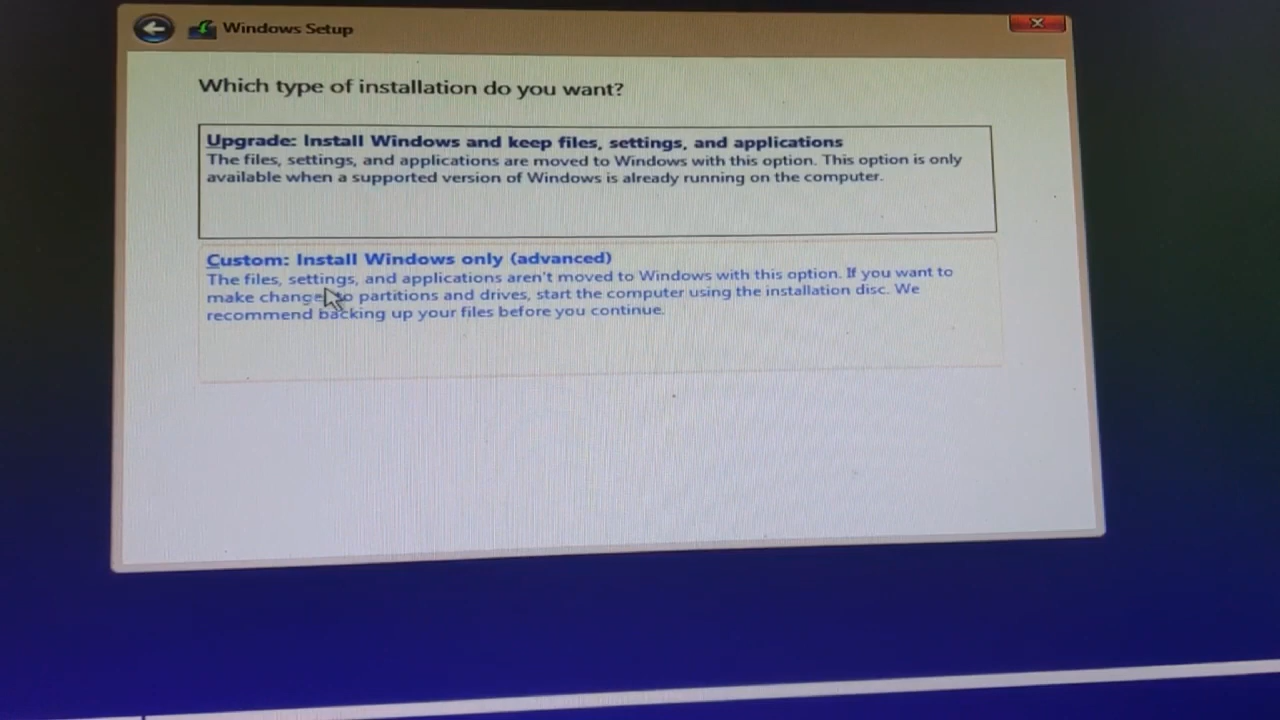 Windows Setup
Which type of installation do you want?
Upgrade: Install Windows and keep files, settings, and applications
The files, settings, and applications are moved to Windows with this option. This option is only
available when a supported version of Windows is already running on the computer.
Custom: Install Windows only (advanced)
The files, settings, and applications aren't moved to Windows with this option. If you want to
make changes to partitions and drives, start the computer using the installation disc. We
recommend backing up your files before you continue.